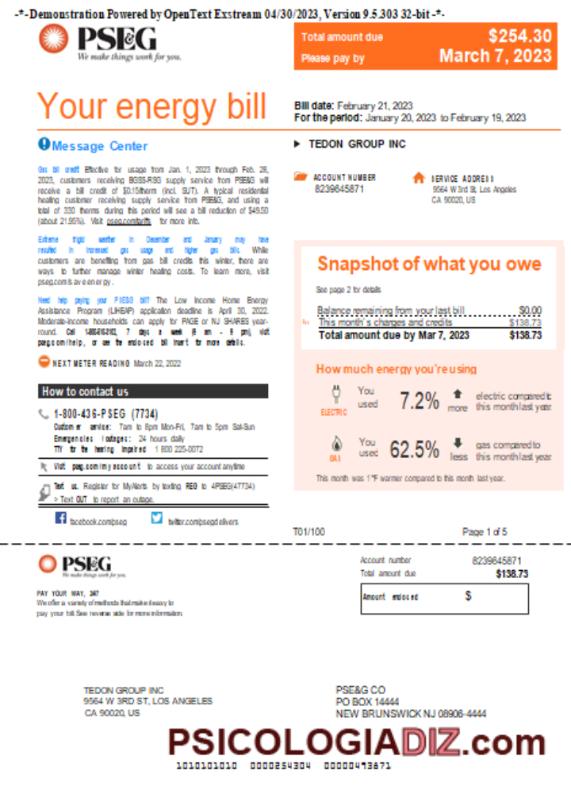 -*- Demonstration Powered by OpenText Exstream 04/30/2023, Version 9.5.303 32-bit -*-
PSEG
We make things work for you.
Total amount due $254.30
Please pay by March 7, 2023
Your energy bill
Bill date: February 21, 2023
For the period: January 20, 2023 to February 19, 2023
Message Center
TEDON GROUP INC
ACCOUNT NUMBER
8239645871
SERVICE ADDRESS
9564 W 3rd St, Los Angeles
CA 90020, US
Gas bill credit Effective for usage from Jan. 1, 2023 through Feb. 28,
2023, customers receiving BGSS-RSG supply service from PSE&G will
receive a bill credit of $0.15/therm (incl. SUT). A typical residential
heating customer receiving supply service from PSE&G, and using a
total of 330 therms during this period will see a bill reduction of $49.50
(about 21.95%). Visit pseg.com/tariffs for more info.
Extreme frigid weather in December and January may have
resulted in increased gas usage and higher gas bills. While
customers are benefiting from gas bill credits this winter, there are
ways to further manage winter heating costs. To learn more, visit
pseg.com/saveenergy.
Need help paying your PSE&G bill? The Low Income Home Energy
Assistance Program (LIHEAP) application deadline is April 30, 2022.
Moderate-income households can apply for PAGE or NJ SHARES year-
round. Call 7 days a week (8 am - 9 pm), visit
pseg.com/help, or see the enclosed bill insert for more details.
NEXT METER READING March 22, 2022
Snapshot of what you owe
See page 2 for details
Balance remaining from your last bill $0.00
This month's charges and credits $138.73
Total amount due by Mar 7, 2023 $138.73
How much energy you're using
ELECTRIC You used 7.2% more electric compared to this month last year
GAS You used 62.5% less gas compared to this month last year
This month was 1°F warmer compared to this month last year.
How to contact us
1-800-436-PSEG (7734)
Customer service: 7am to 8pm Mon-Fri, 7am to 5pm Sat-Sun
Emergencies / outages: 24 hours daily
TTY for the hearing impaired 1 800 225-0072
Visit pseg.com/myaccount to access your account anytime
Text us. Register for MyAlerts by texting REG to 4PSEG(47734)
> Text OUT to report an outage.
facebook.com/pseg twitter.com/psegdelivers
T01/100 Page 1 of 5
PSEG
We make things work for you.
PAY YOUR WAY, 24/7
We offer a variety of methods that make it easy to
pay your bill. See reverse side for more information.
Account number 8239645871
Total amount due $138.73
Amount enclosed $
TEDON GROUP INC
9564 W 3RD ST, LOS ANGELES
CA 90020, US
PSE&G CO
PO BOX 14444
NEW BRUNSWICK NJ 08906-4444
PSICOLOGIADIZ.com
1010101010 0000254304 00000493671